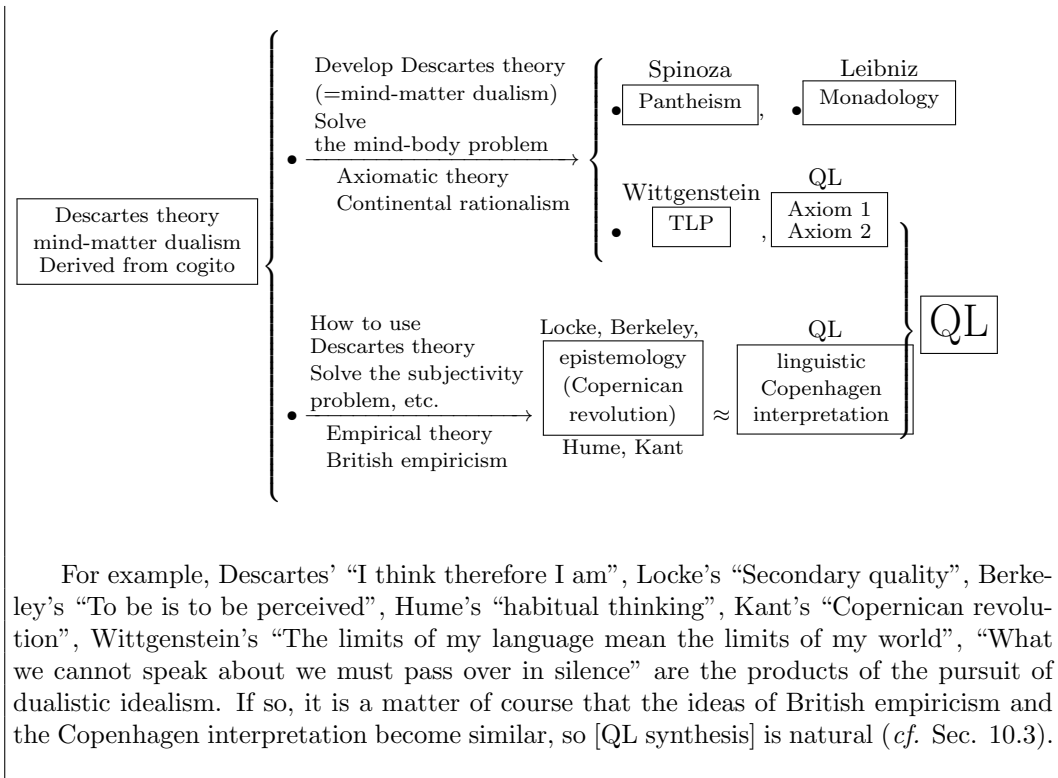 Descartes theory
mind-matter dualism
Derived from cogito
Develop Descartes theory
(=mind-matter dualism)
Solve
the mind-body problem
Axiomatic theory
Continental rationalism
Spinoza
• Pantheism ,
Leibniz
• Monadology
Wittgenstein
• TLP ,
QL
Axiom 1
Axiom 2
How to use
Descartes theory
Solve the subjectivity
problem, etc.
Empirical theory
British empiricism
Locke, Berkeley,
epistemology
(Copernican
revolution)
Hume, Kant
≈
QL
linguistic
Copenhagen
interpretation
QL
For example, Descartes’ “I think therefore I am”, Locke’s “Secondary quality”, Berke-
ley’s “To be is to be perceived”, Hume’s “habitual thinking”, Kant’s “Copernican revolu-
tion”, Wittgenstein’s “The limits of my language mean the limits of my world”, “What
we cannot speak about we must pass over in silence” are the products of the pursuit of
dualistic idealism. If so, it is a matter of course that the ideas of British empiricism and
the Copenhagen interpretation become similar, so [QL synthesis] is natural (cf. Sec. 10.3).